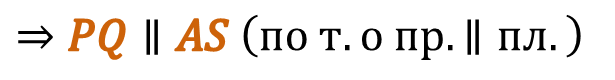 ⇒ PQ ∥ AS (по т. о пр. ∥ пл. )